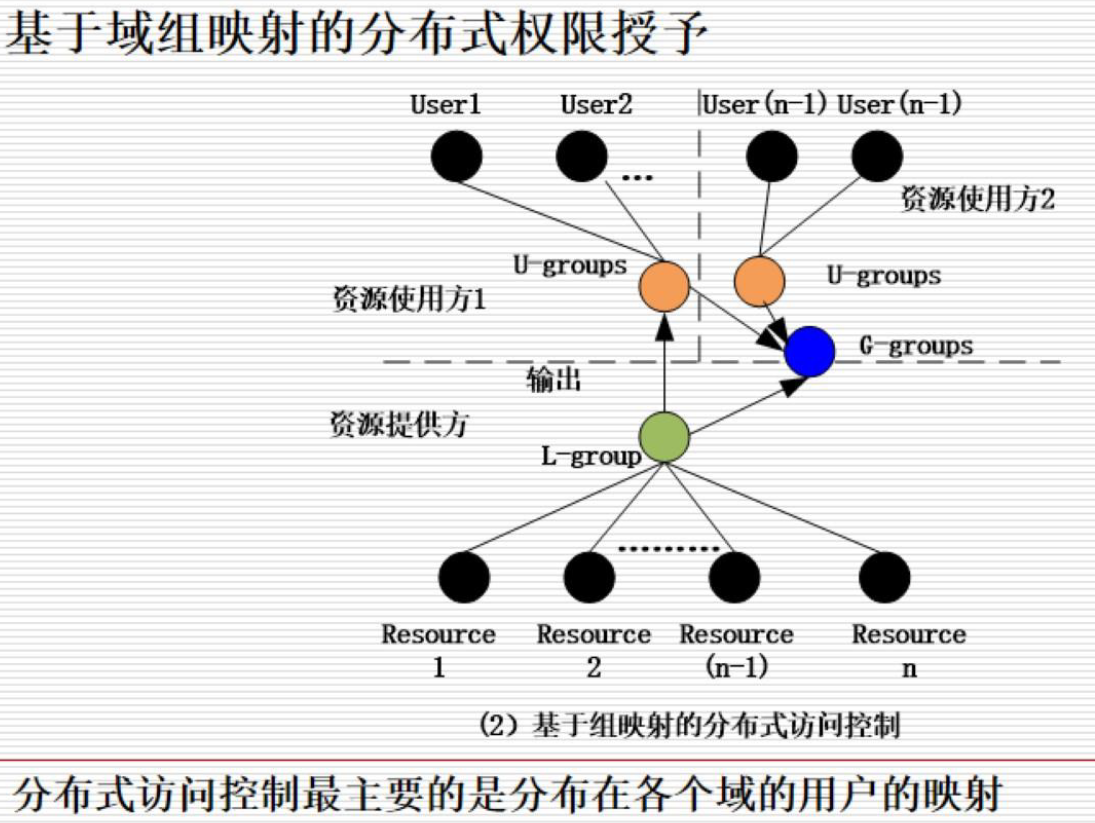 基于域组映射的分布式权限授予
User1 User2 User(n-1) User(n-1)
...
资源使用方2
U-groups
U-groups
资源使用方1
G-groups
输出
资源提供方
L-group
..........
Resource 1
Resource 2
Resource (n-1)
Resource n
(2) 基于组映射的分布式访问控制
分布式访问控制最主要的是分布在各个域的用户的映射